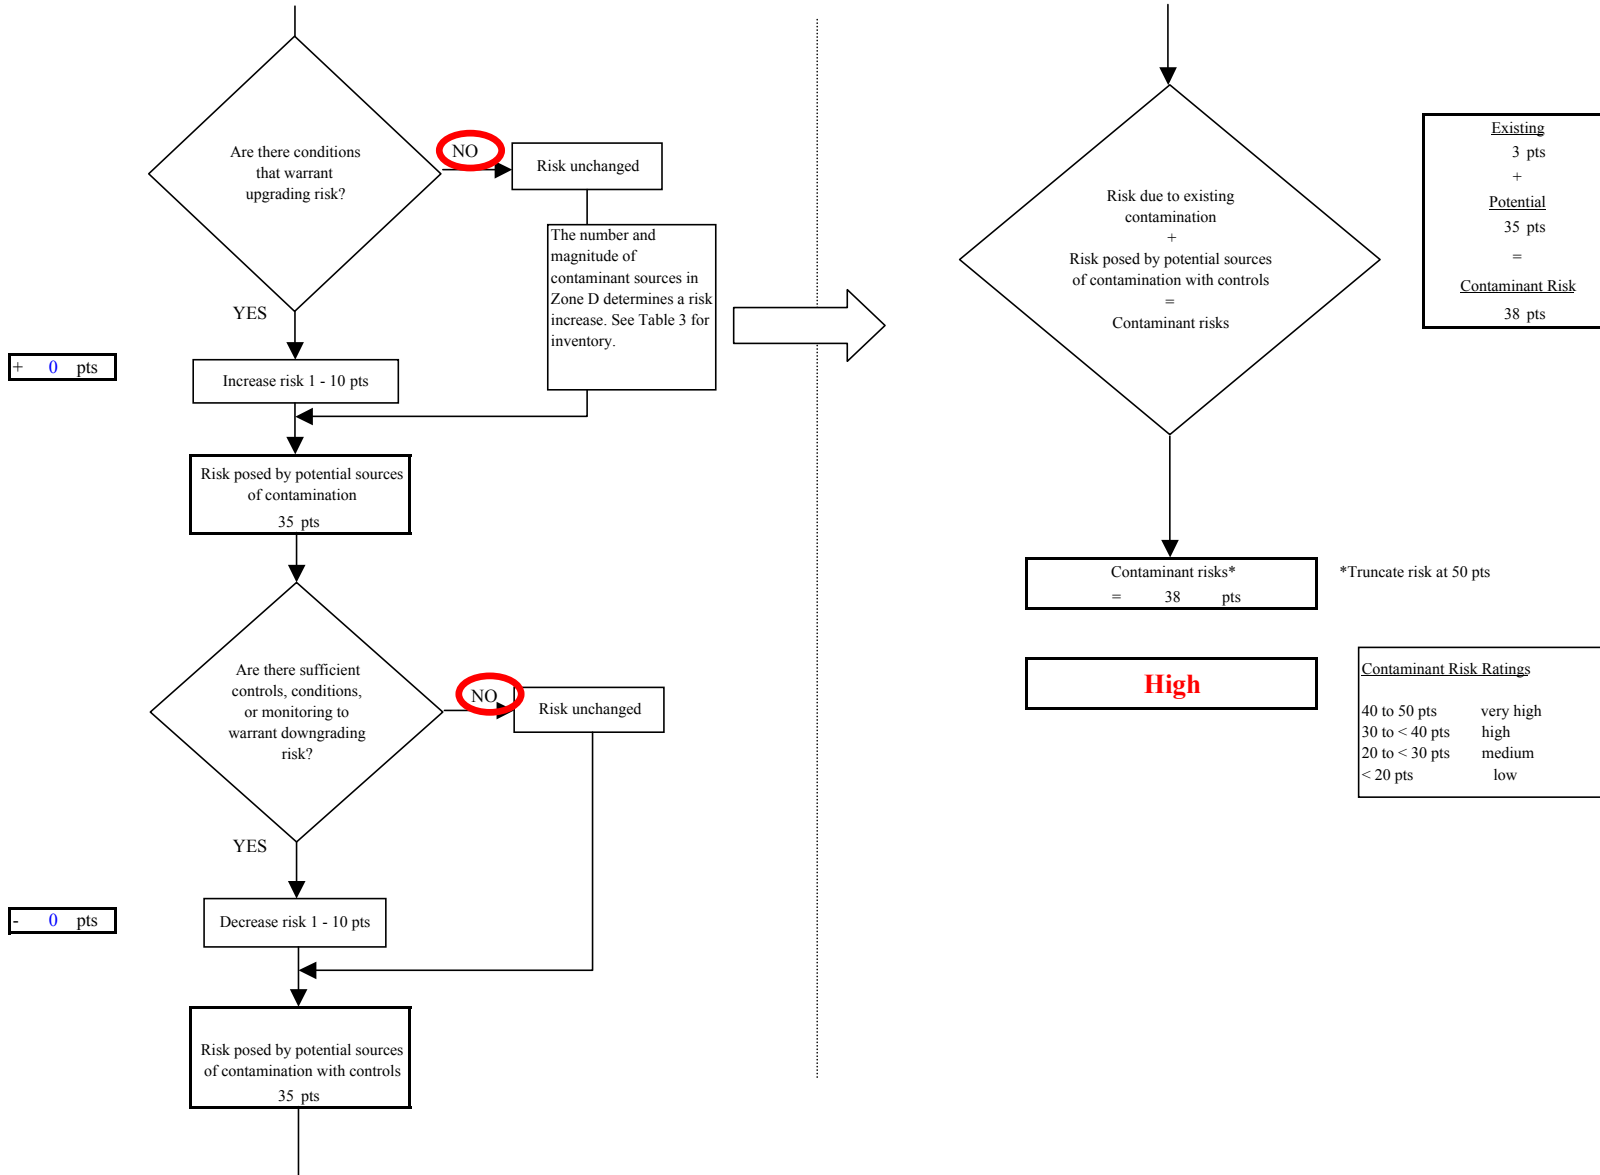 Are there conditions
that warrant
upgrading risk?
NO
Risk unchanged
The number and
magnitude of
contaminant sources in
Zone D determines a risk
increase. See Table 3 for
inventory.
YES
+ 0 pts
Increase risk 1 - 10 pts
Risk posed by potential sources
of contamination
35 pts
Are there sufficient
controls, conditions,
or monitoring to
warrant downgrading
risk?
NO
Risk unchanged
YES
- 0 pts
Decrease risk 1 - 10 pts
Risk posed by potential sources
of contamination with controls
35 pts
Risk due to existing
contamination
+
Risk posed by potential sources
of contamination with controls
=
Contaminant risks
Existing
3 pts
+
Potential
35 pts
=
Contaminant Risk
38 pts
Contaminant risks*
= 38 pts
*Truncate risk at 50 pts
High
Contaminant Risk Ratings
40 to 50 pts very high
30 to < 40 pts high
20 to < 30 pts medium
< 20 pts low